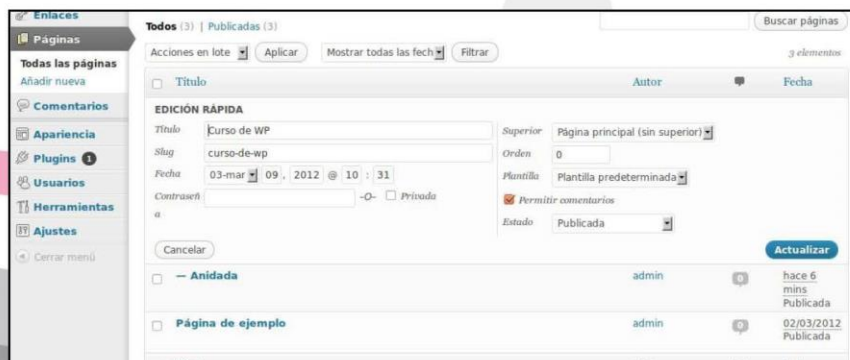 Enlaces
Páginas
Todas las páginas
Añadir nueva
Comentarios
Apariencia
Plugins 1
Usuarios
Herramientas
Ajustes
Cerrar menú
Todos (3) | Publicadas (3)
Buscar páginas
Acciones en lote Aplicar Mostrar todas las fech Filtrar 3 elementos
Título Autor Fecha
EDICIÓN RÁPIDA
Título Curso de WP
Slug curso-de-wp
Fecha 03-mar 09, 2012 @ 10 : 31
Contraseñ
a
-O- Privada
Superior Página principal (sin superior)
Orden 0
Plantilla Plantilla predeterminada
Permitir comentarios
Estado Publicada
Cancelar Actualizar
— Anidada admin 0 hace 6
mins
Publicada
Página de ejemplo admin 0 02/03/2012
Publicada